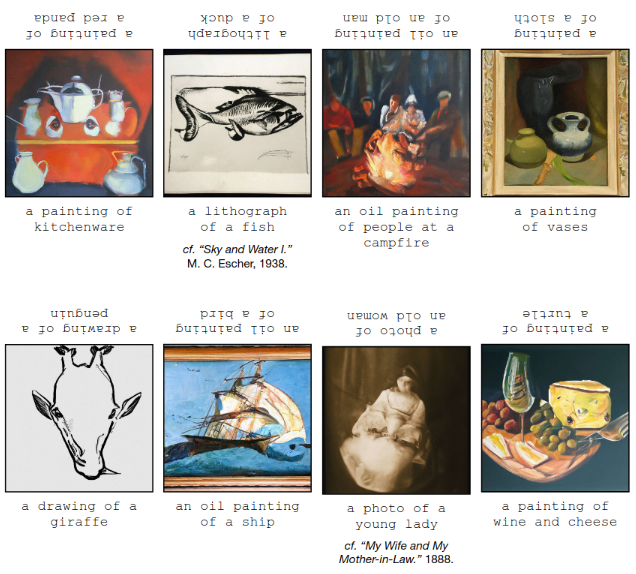 a painting of
a red panda
a lithograph
of a duck
an oil painting
of an old man
a painting
of a sloth
a painting of
kitchenware
a lithograph
of a fish
cf. “Sky and Water I.”
M. C. Escher, 1938.
an oil painting
of people at a
campfire
a painting
of vases
a drawing of a
penguin
an oil painting
of a bird
a photo of
an old woman
a painting of
a turtle
a drawing of a
giraffe
an oil painting
of a ship
a photo of a
young lady
cf. “My Wife and My
Mother-in-Law.” 1888.
a painting of
wine and cheese